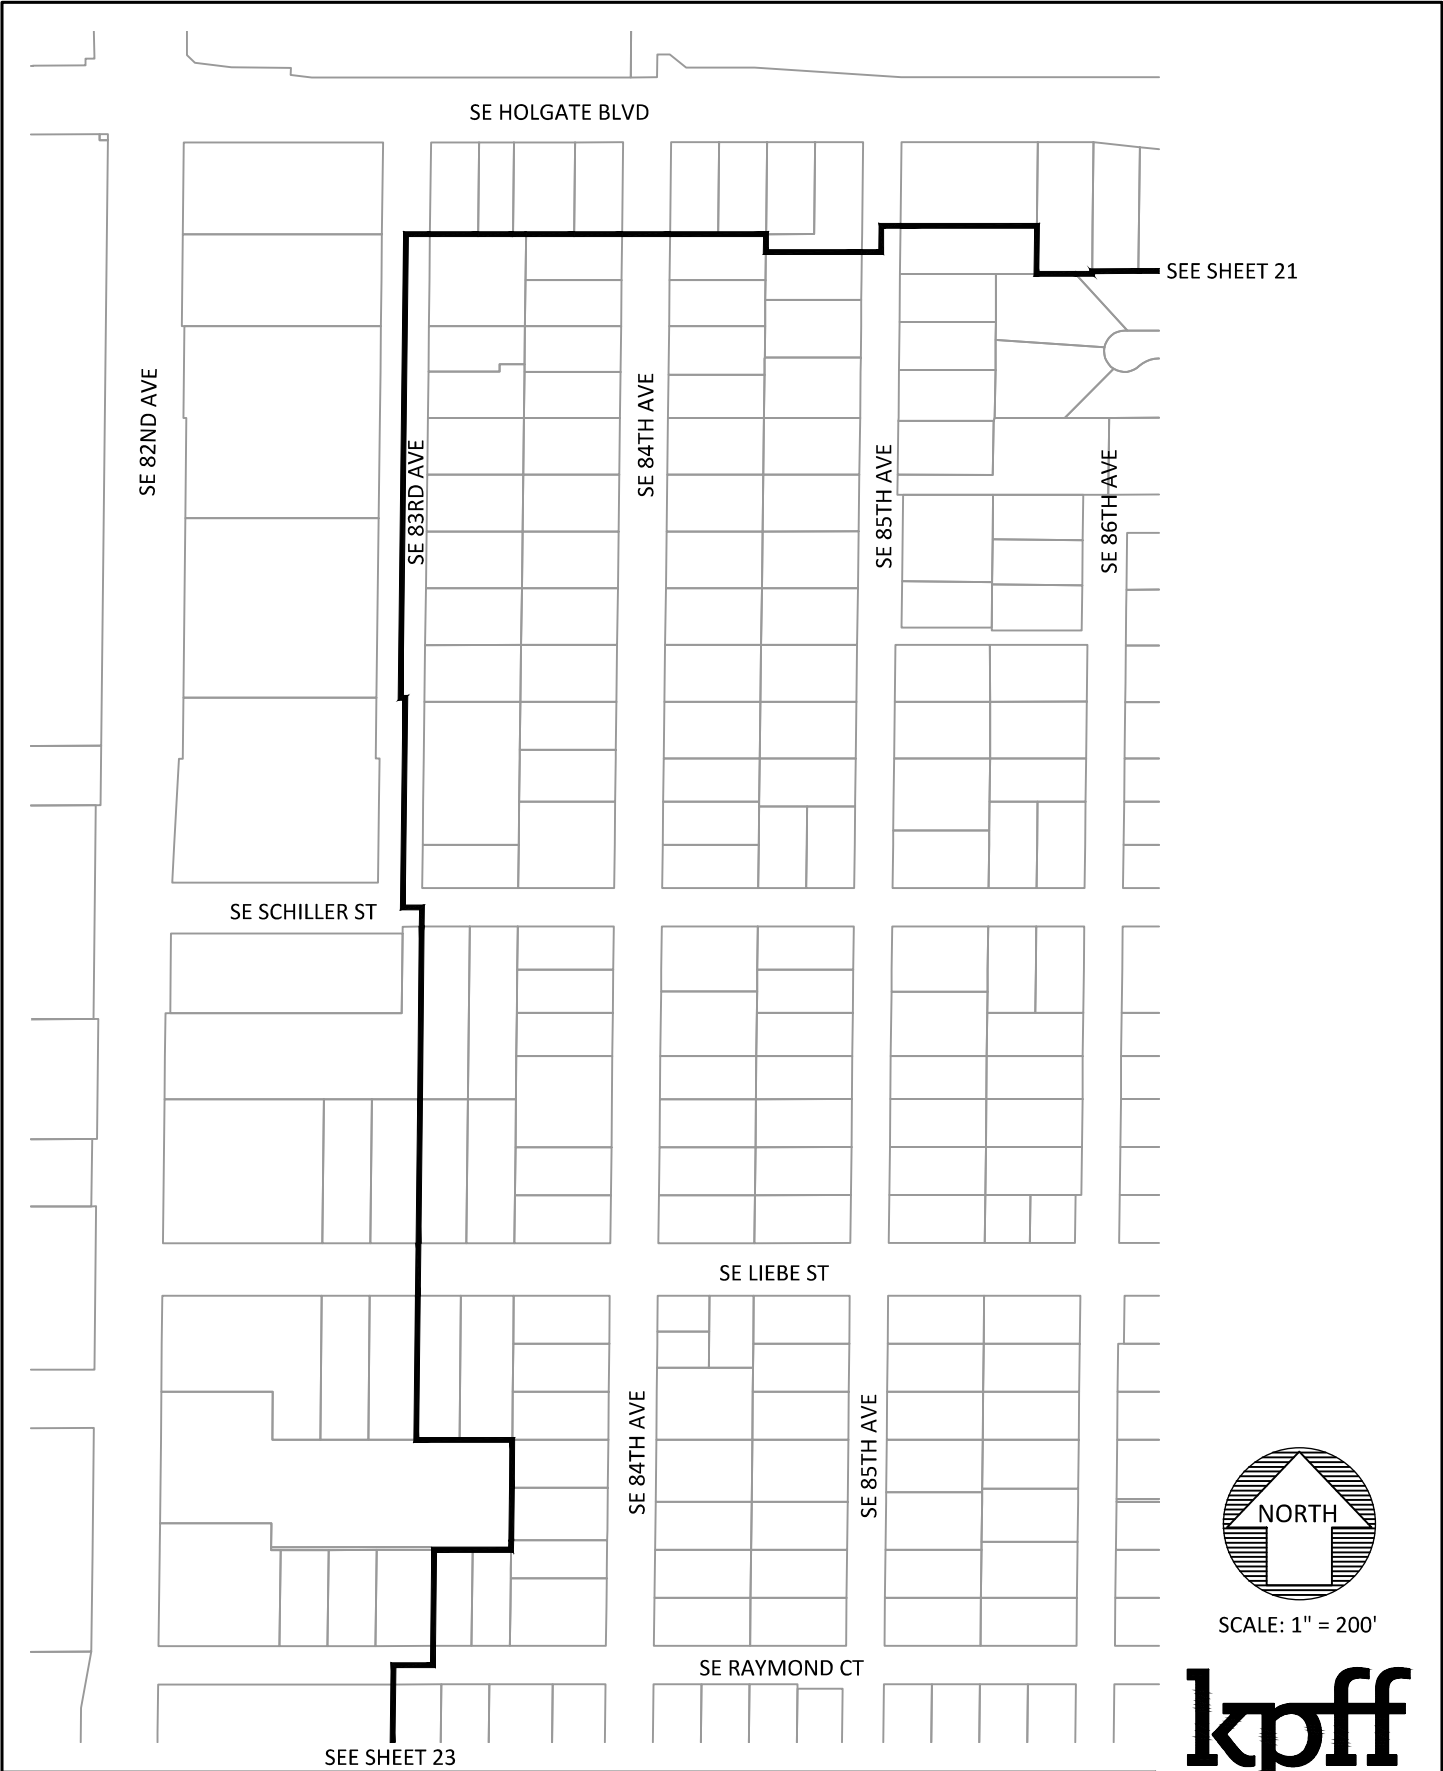 SE HOLGATE BLVD
SEE SHEET 21
SE 82ND AVE
SE 83RD AVE
SE 84TH AVE
SE 85TH AVE
SE 86TH AVE
SE SCHILLER ST
SE LIEBE ST
SE 84TH AVE
SE 85TH AVE
NORTH
SCALE: 1" = 200'
SE RAYMOND CT
kpff
SEE SHEET 23